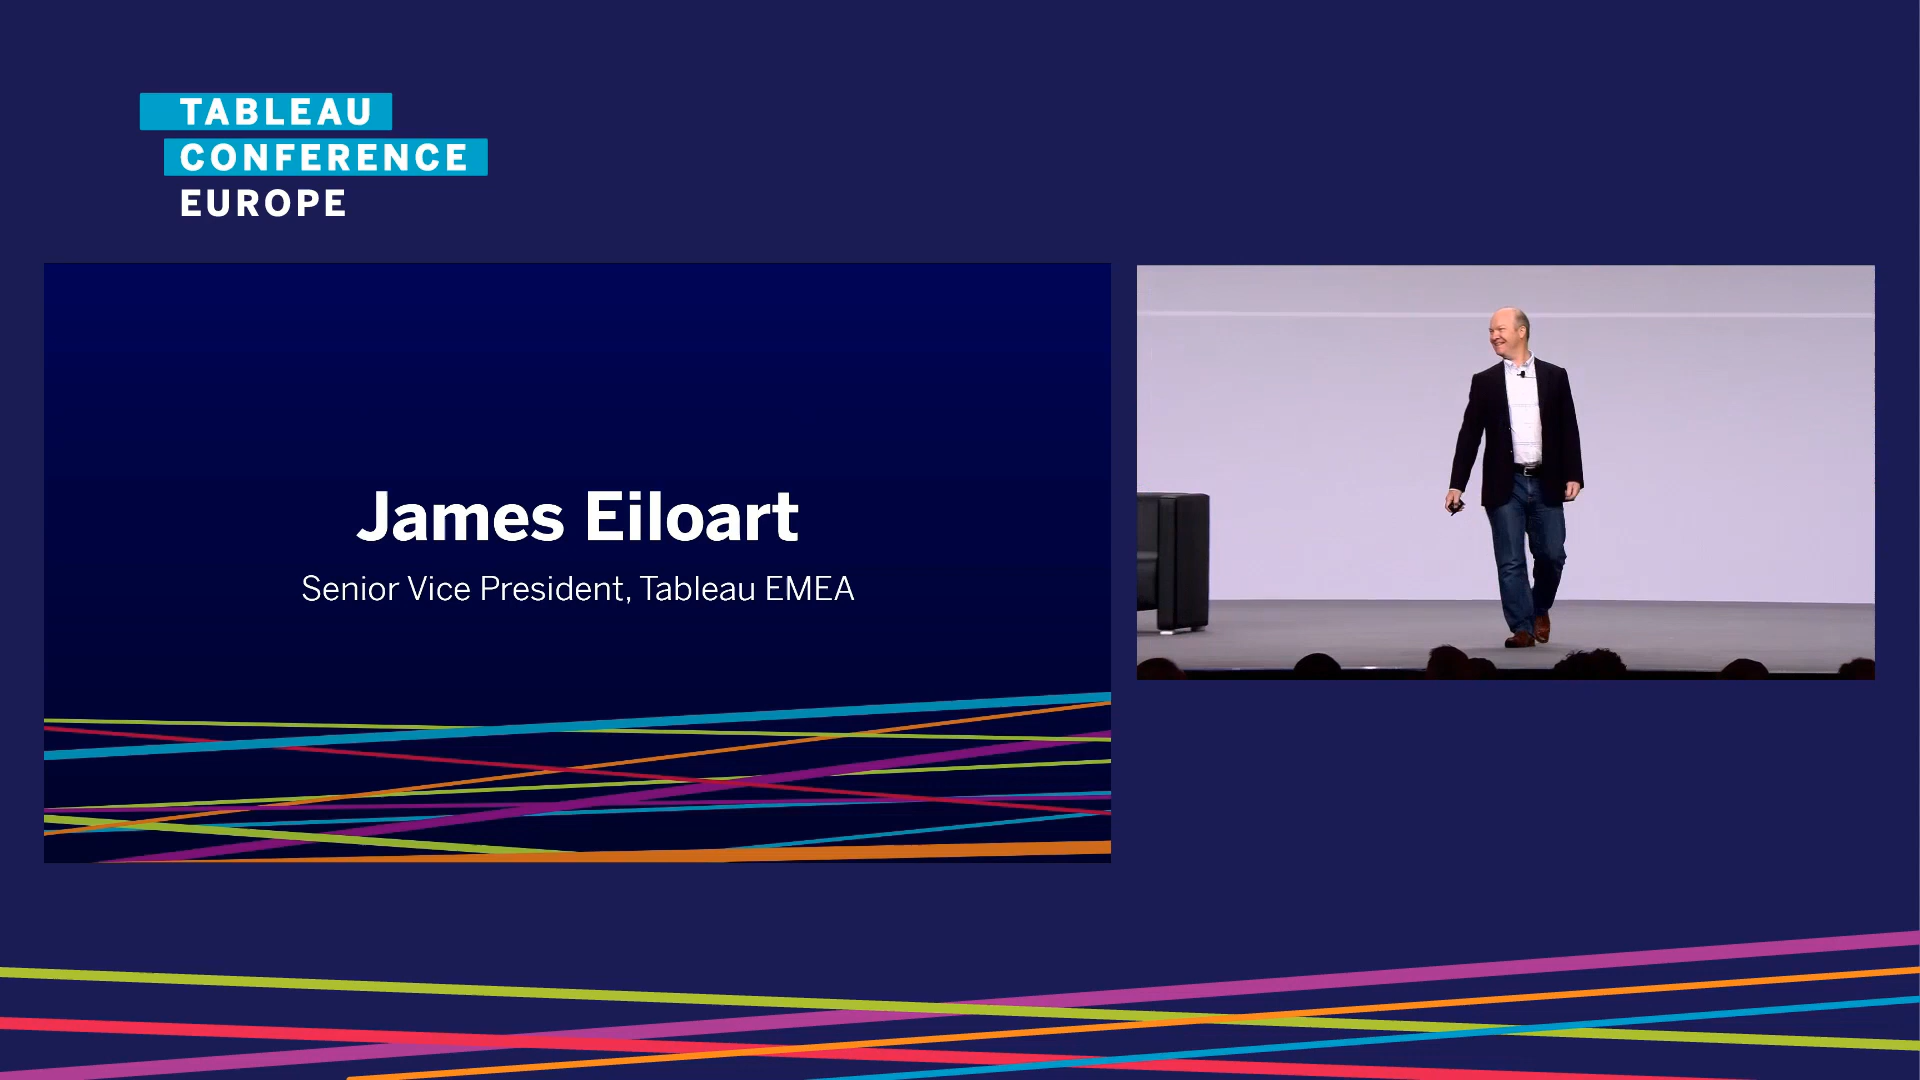 TABLEAU
CONFERENCE
EUROPE
James Eiloart
Senior Vice President, Tableau EMEA